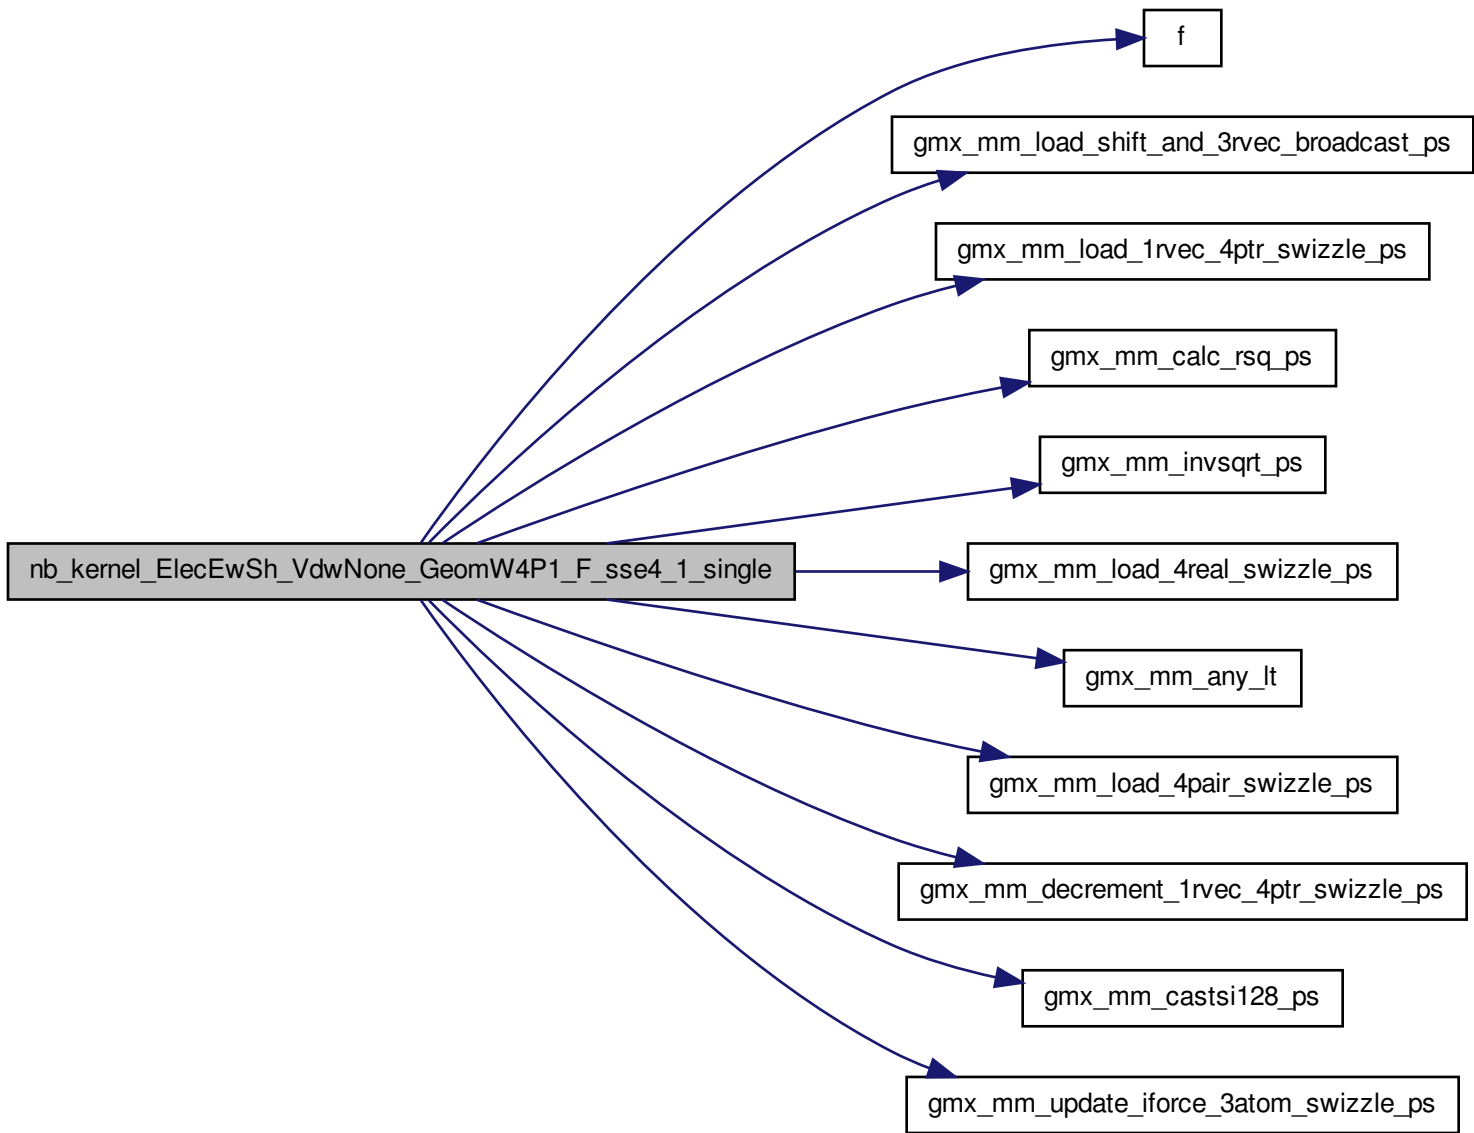 f
gmx_mm_load_shift_and_3rvec_broadcast_ps
gmx_mm_load_1rvec_4ptr_swizzle_ps
gmx_mm_calc_rsq_ps
gmx_mm_invsqrt_ps
nb_kernel_ElecEwSh_VdwNone_GeomW4P1_F_sse4_1_single
gmx_mm_load_4real_swizzle_ps
gmx_mm_any_lt
gmx_mm_load_4pair_swizzle_ps
gmx_mm_decrement_1rvec_4ptr_swizzle_ps
gmx_mm_castsi128_ps
gmx_mm_update_iforce_3atom_swizzle_ps